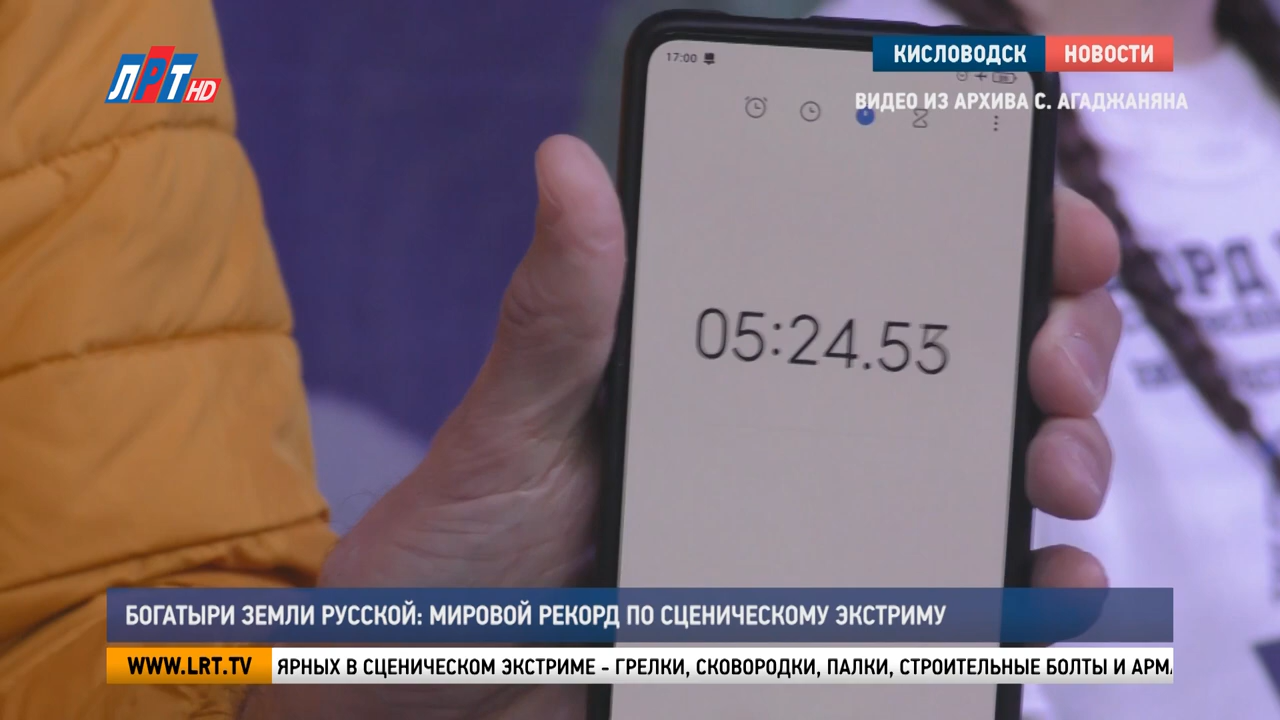 ЛРТ HD
КИСЛОВОДСК НОВОСТИ
ВИДЕО ИЗ АРХИВА С. АГАДЖАНЯНА
17:00
05:24.53
БОГАТЫРИ ЗЕМЛИ РУССКОЙ: МИРОВОЙ РЕКОРД ПО СЦЕНИЧЕСКОМУ ЭКСТРИМУ
WWW.LRT.TV ЯРНЫХ В СЦЕНИЧЕСКОМ ЭКСТРИМЕ - ГРЕЛКИ, СКОВОРОДКИ, ПАЛКИ, СТРОИТЕЛЬНЫЕ БОЛТЫ И АРМА